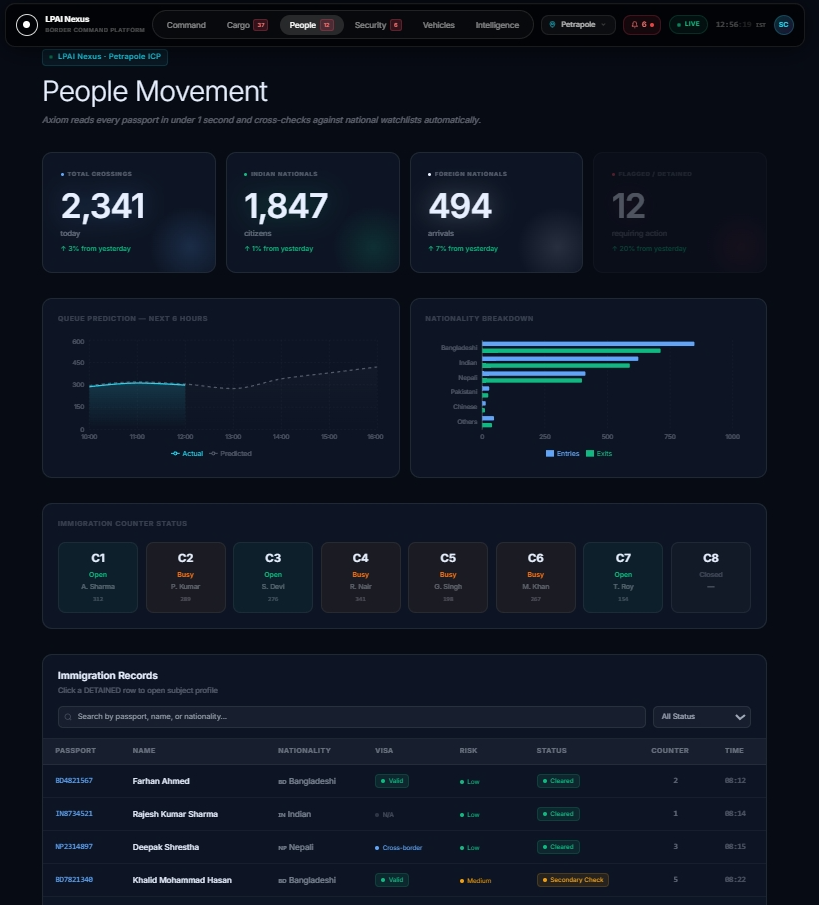 LPAI Nexus
BORDER COMMAND PLATFORM
Command
Cargo 37
People 12
Security 6
Vehicles
Intelligence
Petrapole
6
LIVE
12:56:19 IST
SC
LPAI Nexus · Petrapole ICP
People Movement
Axiom reads every passport in under 1 second and cross-checks against national watchlists automatically.
TOTAL CROSSINGS
2,341
today
↑ 3% from yesterday
INDIAN NATIONALS
1,847
citizens
↑ 1% from yesterday
FOREIGN NATIONALS
494
arrivals
↑ 7% from yesterday
FLAGGED / DETAINED
12
requiring action
↑ 20% from yesterday
QUEUE PREDICTION — NEXT 6 HOURS
600
450
300
150
0
10:00 11:00 12:00 13:00 14:00 15:00 16:00
Actual Predicted
NATIONALITY BREAKDOWN
Bangladeshi
Indian
Nepali
Pakistani
Chinese
Others
0 250 500 750 1000
Entries Exits
IMMIGRATION COUNTER STATUS
C1
Open
A. Sharma
312
C2
Busy
P. Kumar
289
C3
Open
S. Devi
276
C4
Busy
R. Nair
341
C5
Busy
G. Singh
198
C6
Busy
M. Khan
267
C7
Open
T. Roy
154
C8
Closed
—
Immigration Records
Click a DETAINED row to open subject profile
Search by passport, name, or nationality...
All Status
PASSPORT NAME NATIONALITY VISA RISK STATUS COUNTER TIME
BD4821567 Farhan Ahmed BD Bangladeshi Valid Low Cleared 2 08:12
IN8734521 Rajesh Kumar Sharma IN Indian N/A Low Cleared 1 08:14
NP2314897 Deepak Shrestha NP Nepali Cross-border Low Cleared 3 08:15
BD7821340 Khalid Mohammad Hasan BD Bangladeshi Valid Medium Secondary Check 5 08:22